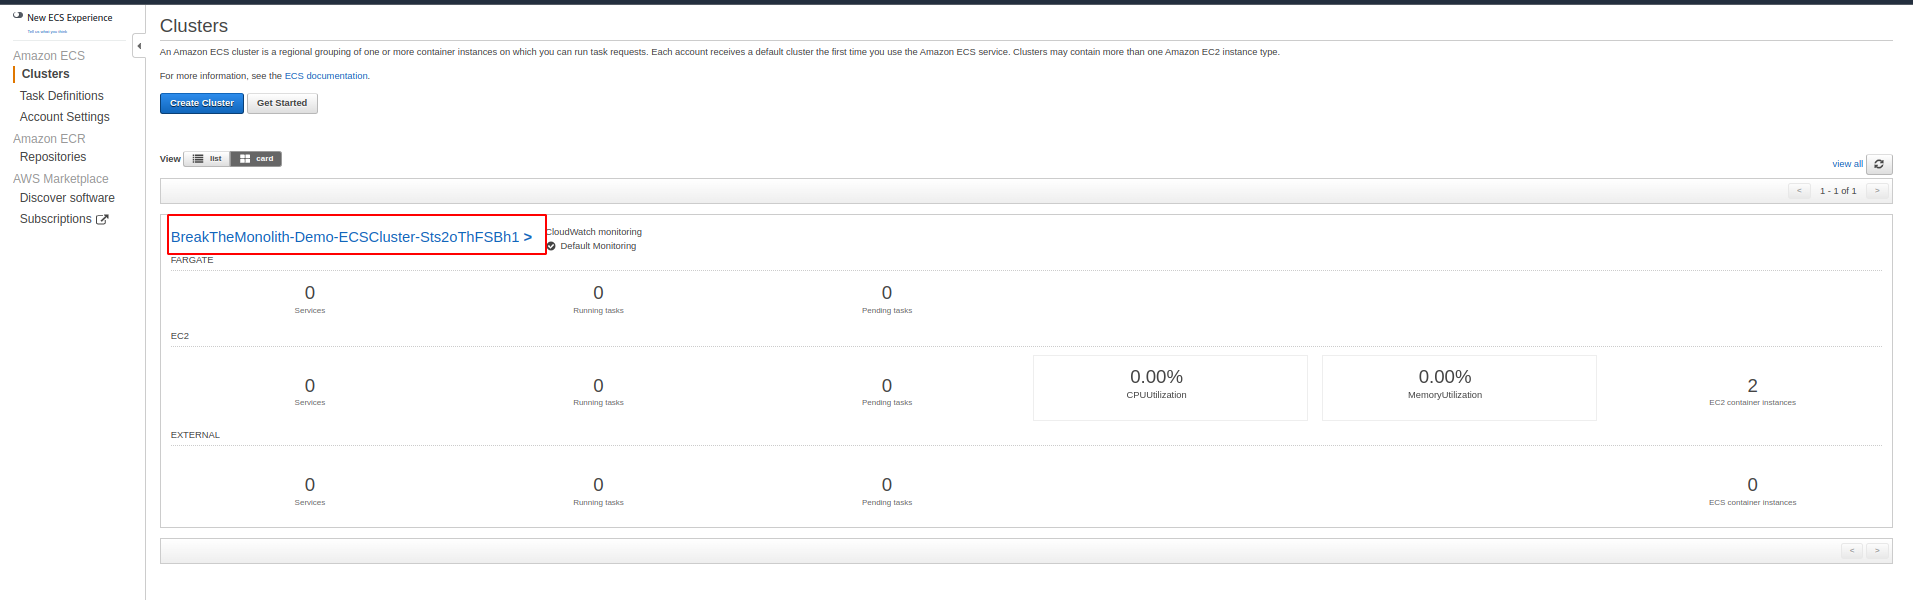 New ECS Experience
Tell us what you think
Amazon ECS
Clusters
Task Definitions
Account Settings
Amazon ECR
Repositories
AWS Marketplace
Discover software
Subscriptions
Clusters
An Amazon ECS cluster is a regional grouping of one or more container instances on which you can run task requests. Each account receives a default cluster the first time you use the Amazon ECS service. Clusters may contain more than one Amazon EC2 instance type.
For more information, see the ECS documentation.
Create Cluster Get Started
View list card
view all
< 1 - 1 of 1 >
BreakTheMonolith-Demo-ECSCluster-Sts2oThFSBh1 >
CloudWatch monitoring
Default Monitoring
FARGATE
0 0 0
Services Running tasks Pending tasks
EC2
0 0 0 0.00% 0.00% 2
Services Running tasks Pending tasks CPUUtilization MemoryUtilization EC2 container instances
EXTERNAL
0 0 0 0
Services Running tasks Pending tasks ECS container instances
< >